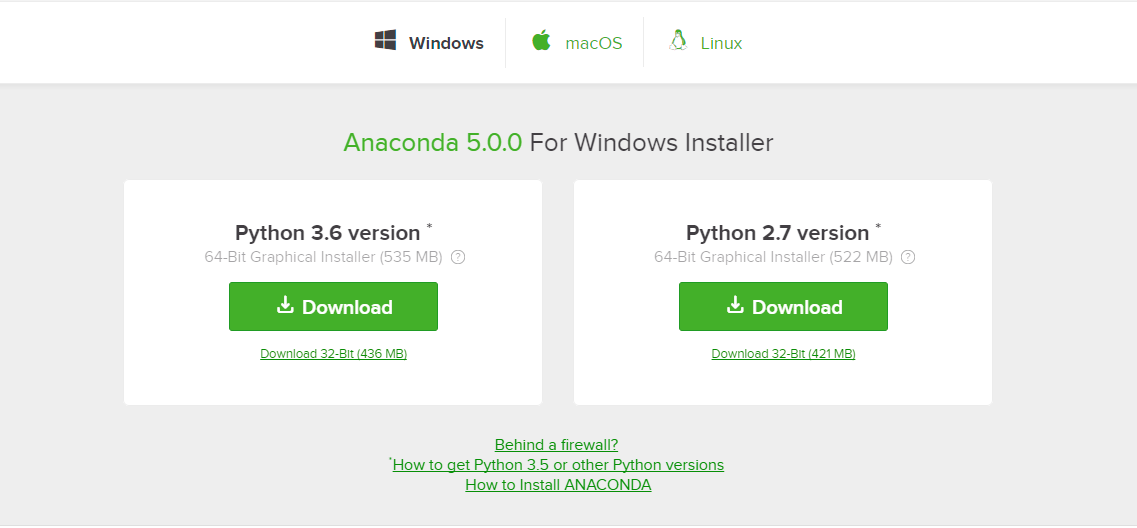 Windows macOS Linux
Anaconda 5.0.0 For Windows Installer
Python 3.6 version *
64-Bit Graphical Installer (535 MB) ?
Download
Download 32-Bit (436 MB)
Python 2.7 version *
64-Bit Graphical Installer (522 MB) ?
Download
Download 32-Bit (421 MB)
Behind a firewall?
*How to get Python 3.5 or other Python versions
How to Install ANACONDA